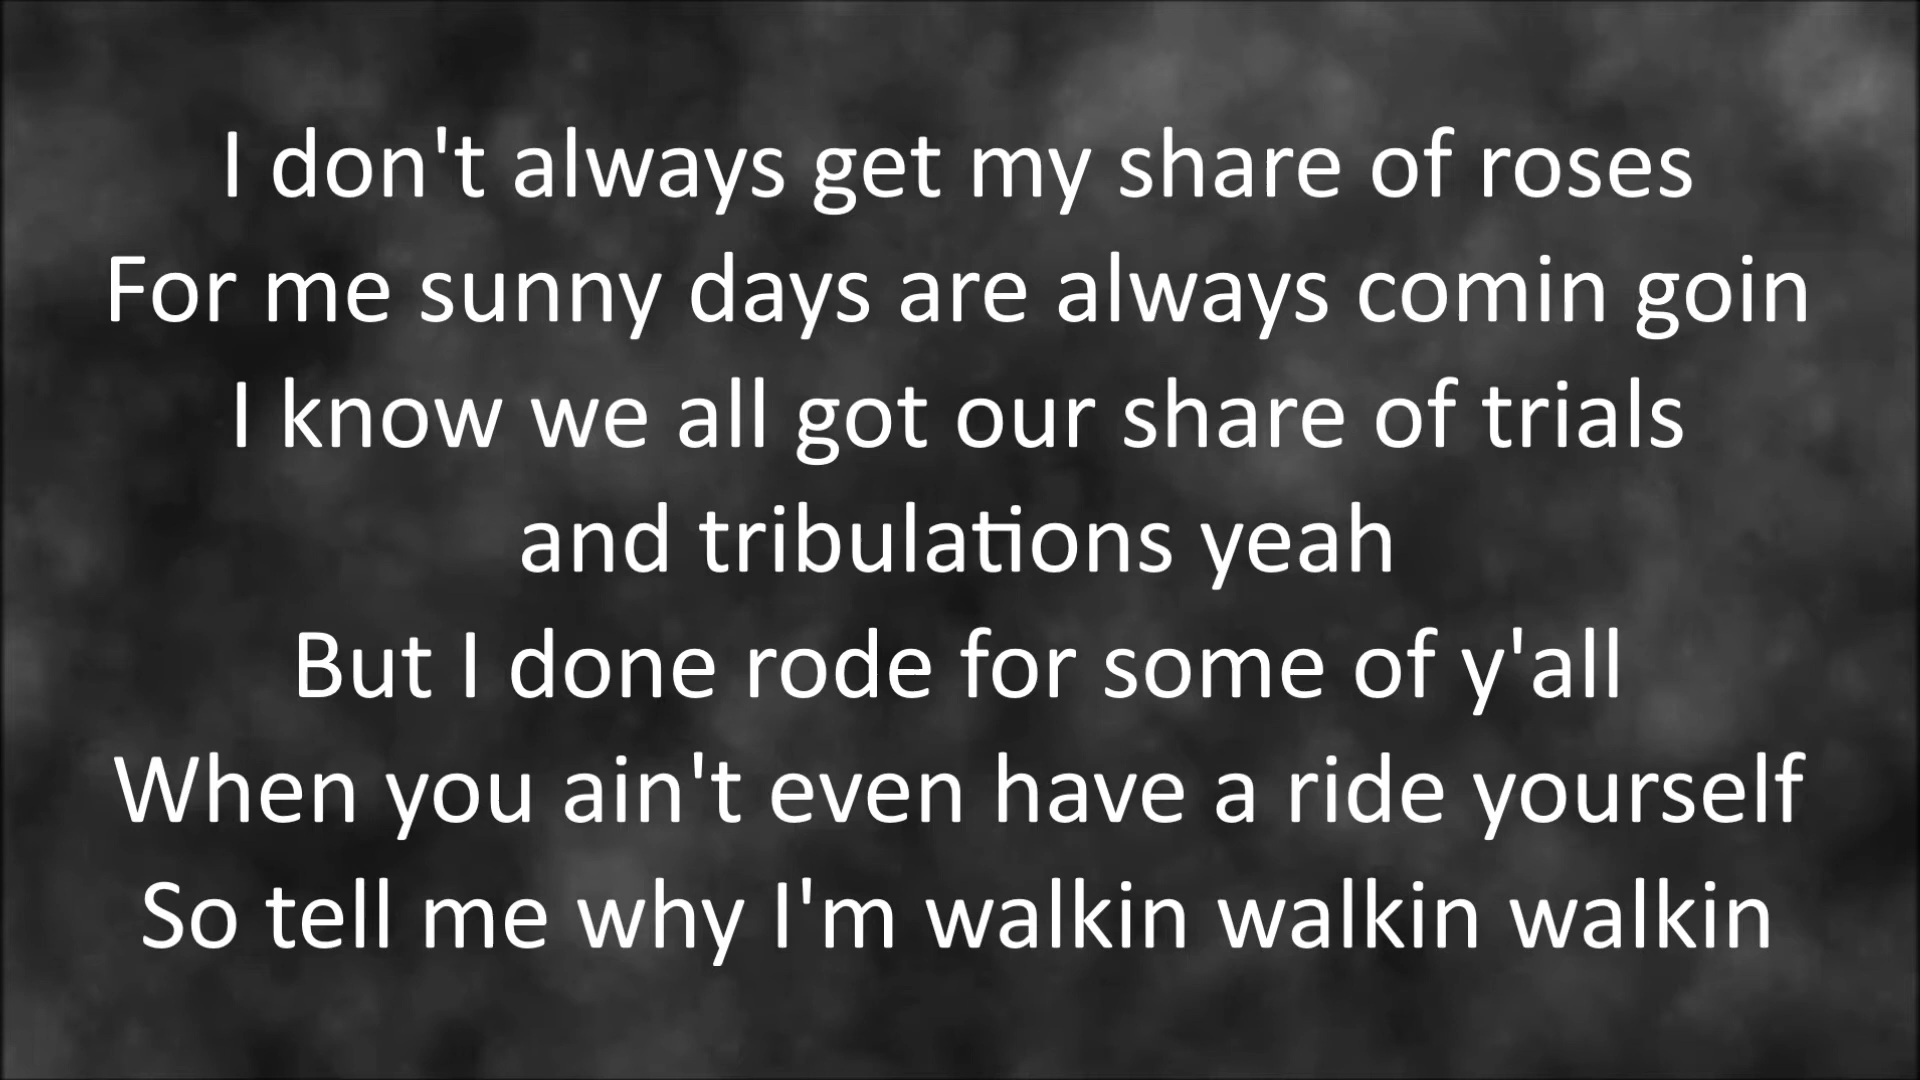 I don't always get my share of roses
For me sunny days are always comin goin
I know we all got our share of trials
and tribulations yeah
But I done rode for some of y'all
When you ain't even have a ride yourself
So tell me why I'm walkin walkin walkin